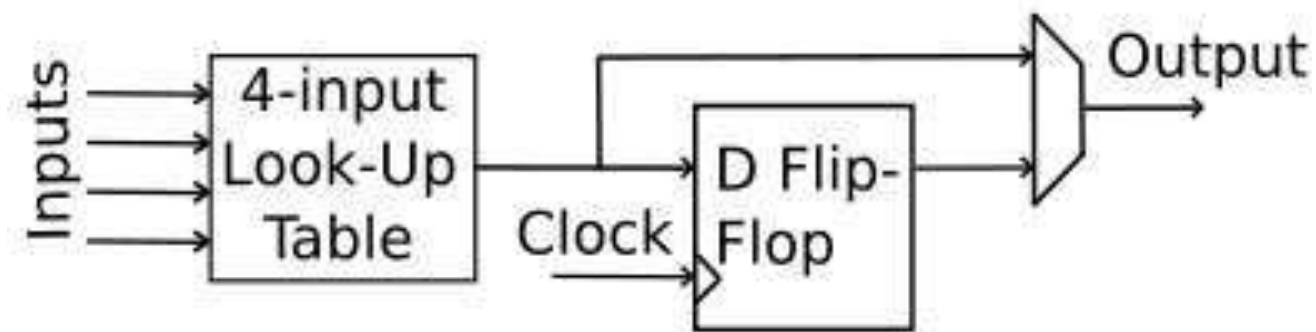 Inputs
4-input
Look-Up
Table
Clock
D Flip-
Flop
Output